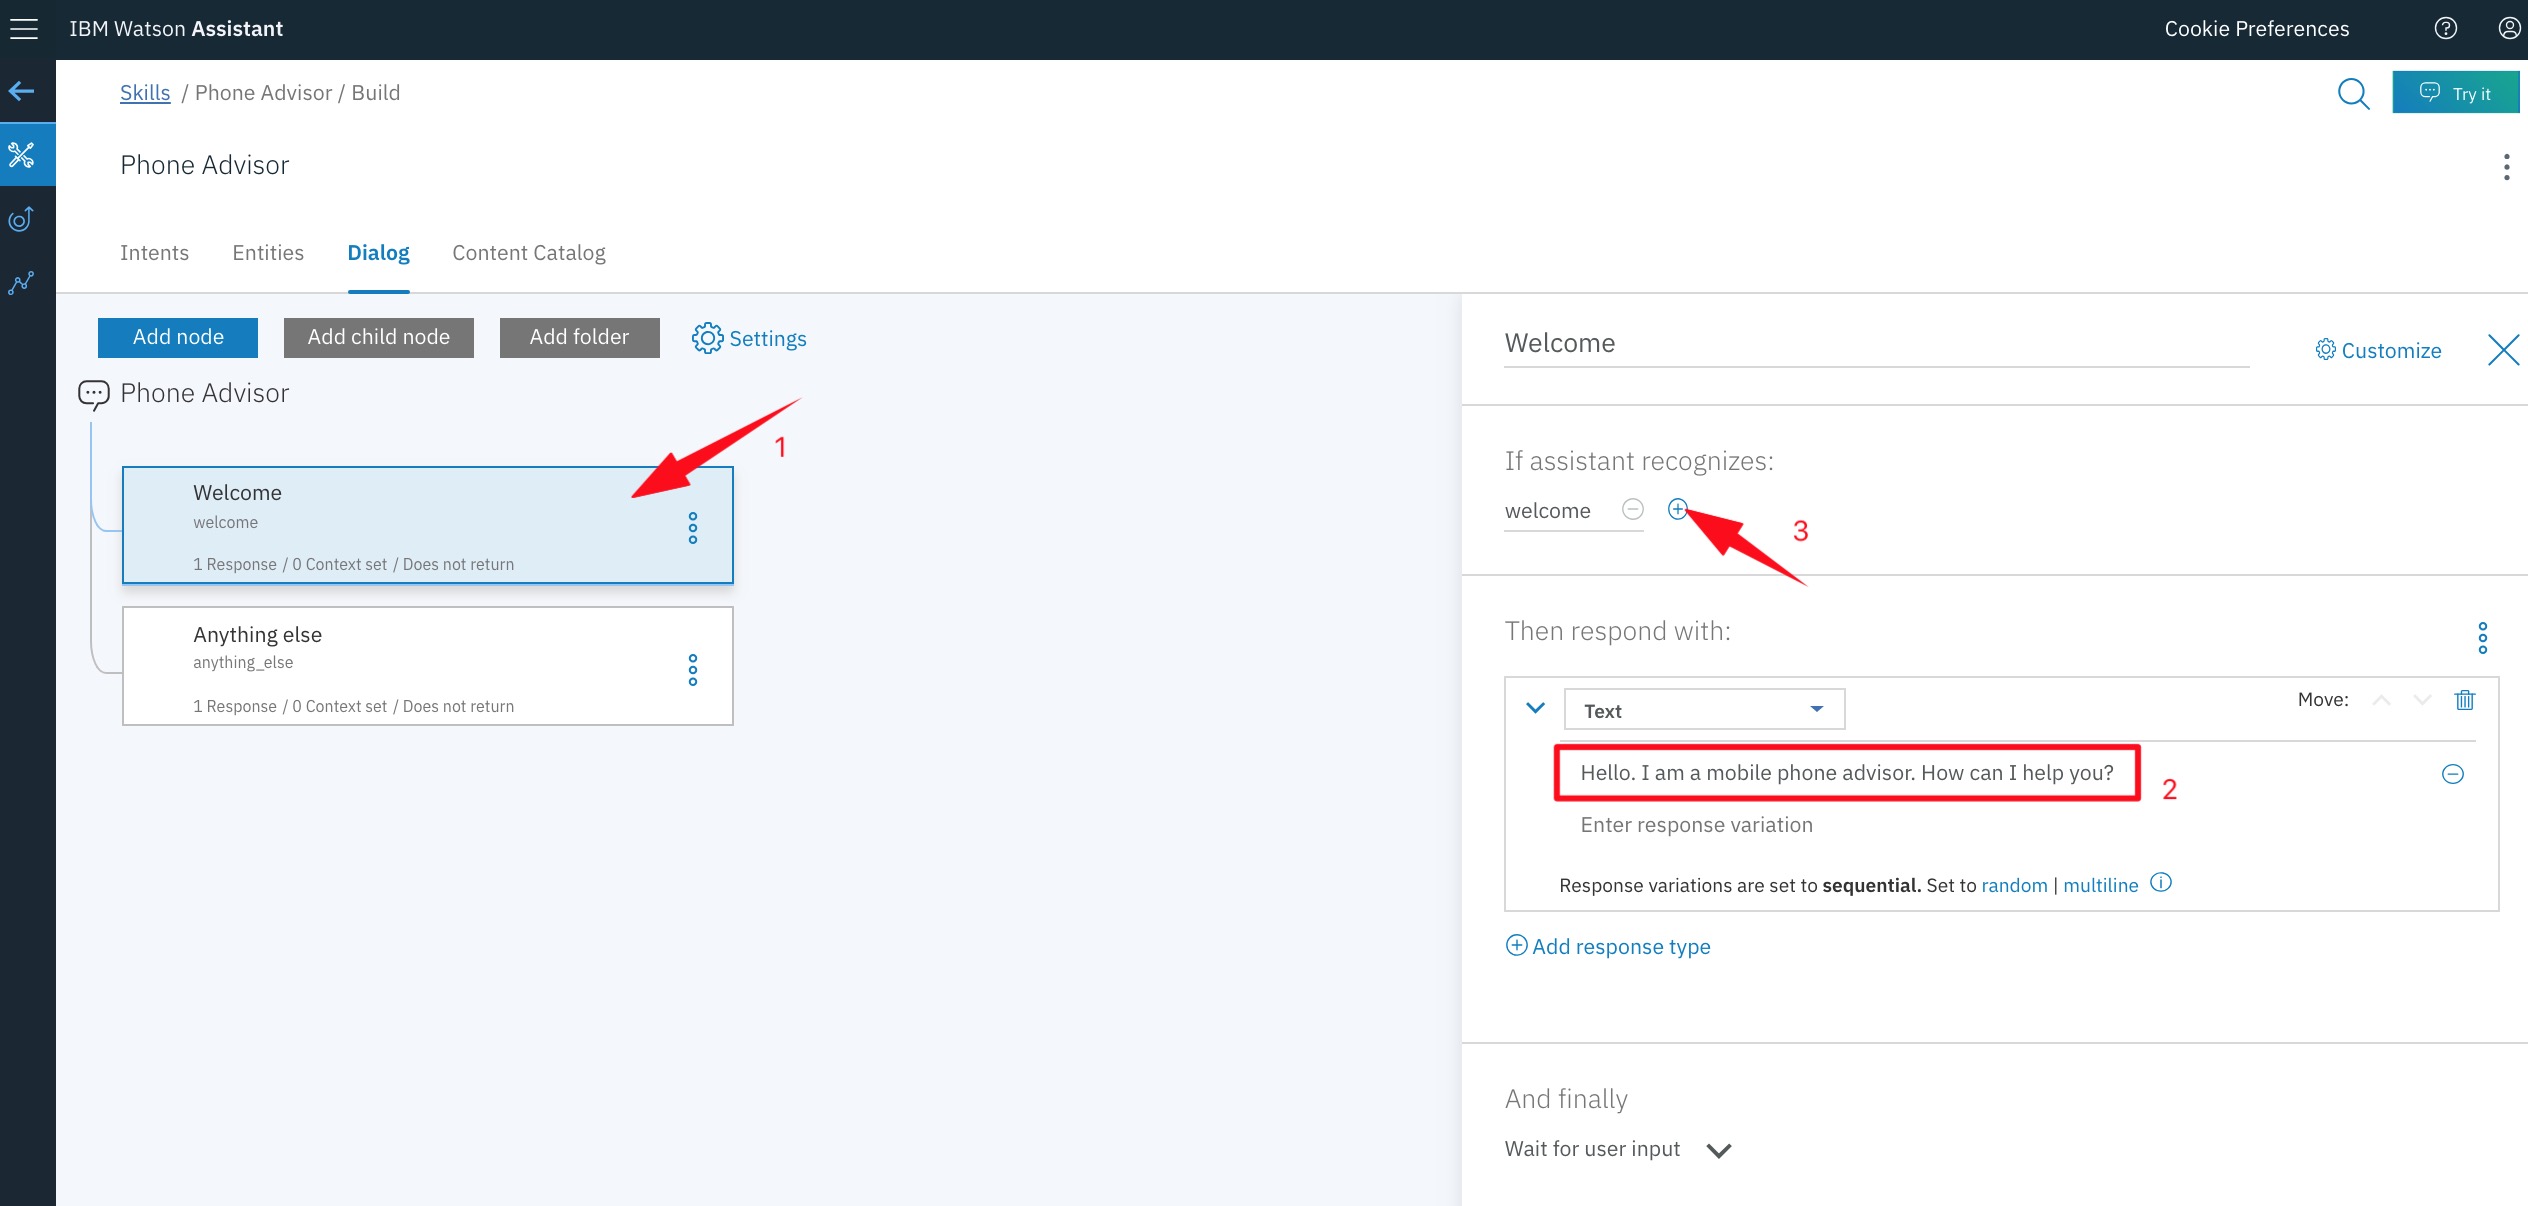 IBM Watson Assistant
Cookie Preferences
Skills / Phone Advisor / Build
Try it
Phone Advisor
Intents
Entities
Dialog
Content Catalog
Add node
Add child node
Add folder
Settings
Phone Advisor
1
Welcome
welcome
1 Response / 0 Context set / Does not return
Anything else
anything_else
1 Response / 0 Context set / Does not return
Welcome
Customize
If assistant recognizes:
welcome
3
Then respond with:
Text
Move:
Hello. I am a mobile phone advisor. How can I help you?
2
Enter response variation
Response variations are set to sequential. Set to random | multiline
Add response type
And finally
Wait for user input